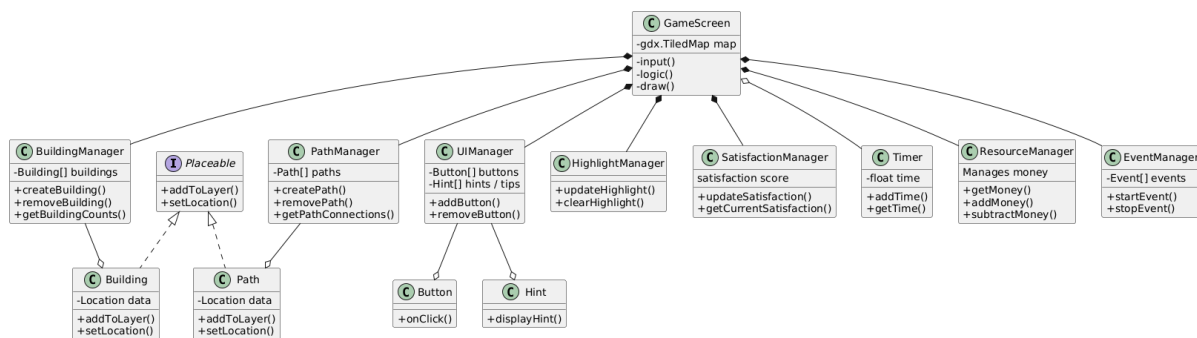 C GameScreen
-gdx.TiledMap map
-input()
-logic()
-draw()
C BuildingManager
-Building[] buildings
+createBuilding()
+removeBuilding()
+getBuildingCounts()
I Placeable
+addToLayer()
+setLocation()
C PathManager
-Path[] paths
+createPath()
+removePath()
+getPathConnections()
C UIManager
-Button[] buttons
-Hint[] hints / tips
+addButton()
+removeButton()
C HighlightManager
+updateHighlight()
+clearHighlight()
C SatisfactionManager
satisfaction score
+updateSatisfaction()
+getCurrentSatisfaction()
C Timer
-float time
+addTime()
+getTime()
C ResourceManager
Manages money
+getMoney()
+addMoney()
+subtractMoney()
C EventManager
-Event[] events
+startEvent()
+stopEvent()
C Building
-Location data
+addToLayer()
+setLocation()
C Path
-Location data
+addToLayer()
+setLocation()
C Button
+onClick()
C Hint
+displayHint()